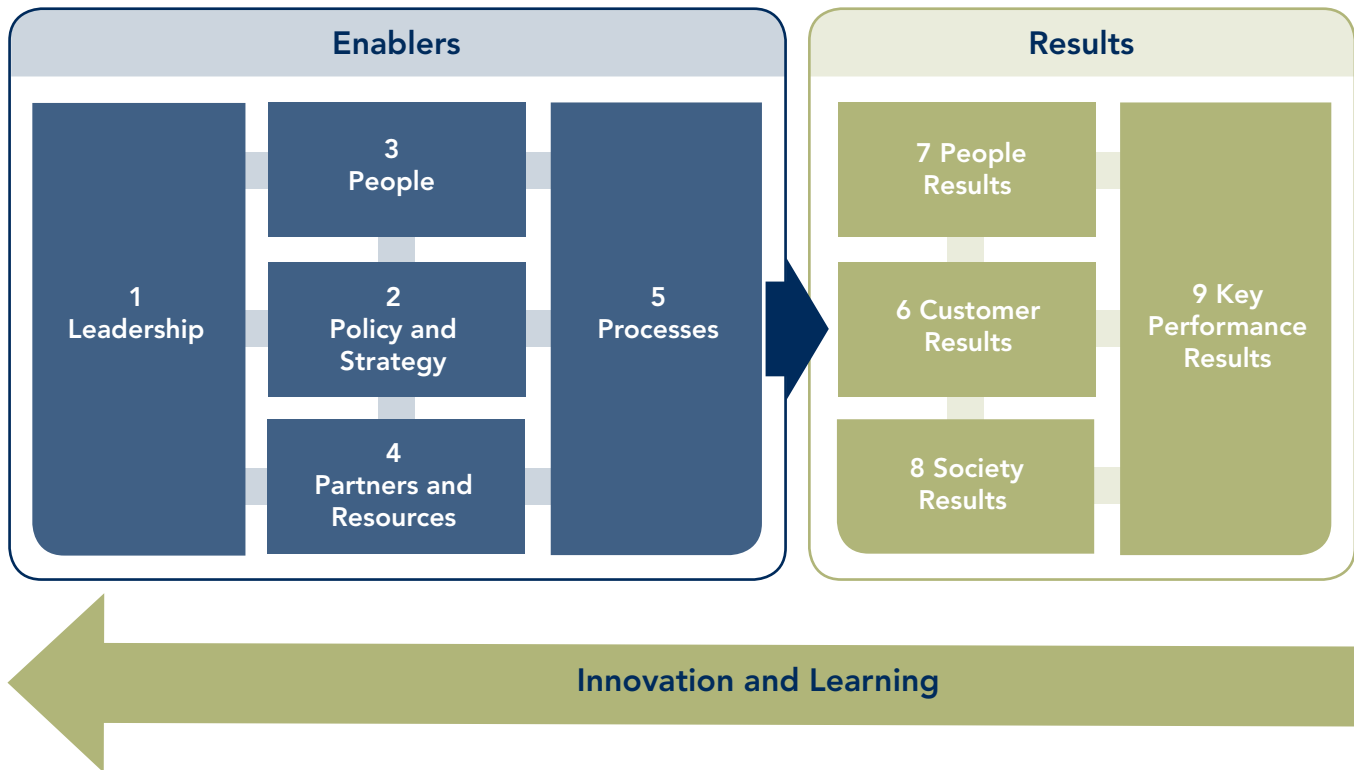 Enablers
Results
1
Leadership
3
People
2
Policy and
Strategy
4
Partners and
Resources
5
Processes
7 People
Results
6 Customer
Results
8 Society
Results
9 Key
Performance
Results
Innovation and Learning